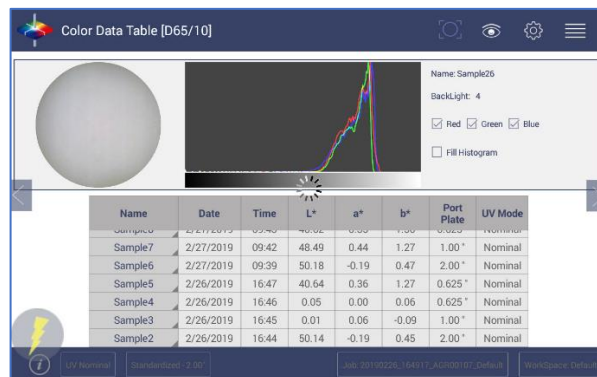 Color Data Table [D65/10]
Name: Sample26
BackLight: 4
Red Green Blue
Fill Histogram
Name Date Time L* a* b* Port Plate UV Mode
Sample7 2/27/2019 09:42 48.49 0.44 1.27 1.00" Nominal
Sample6 2/27/2019 09:39 50.18 -0.19 0.47 2.00" Nominal
Sample5 2/26/2019 16:47 40.64 0.36 1.27 0.625" Nominal
Sample4 2/26/2019 16:46 0.05 0.00 0.06 0.625" Nominal
Sample3 2/26/2019 16:45 0.01 0.06 -0.09 1.00" Nominal
Sample2 2/26/2019 16:44 50.14 -0.19 0.45 2.00" Nominal
UV Nominal Standardized - 2.00" Job: 20190226_164917_AGR00107_Default WorkSpace: Default